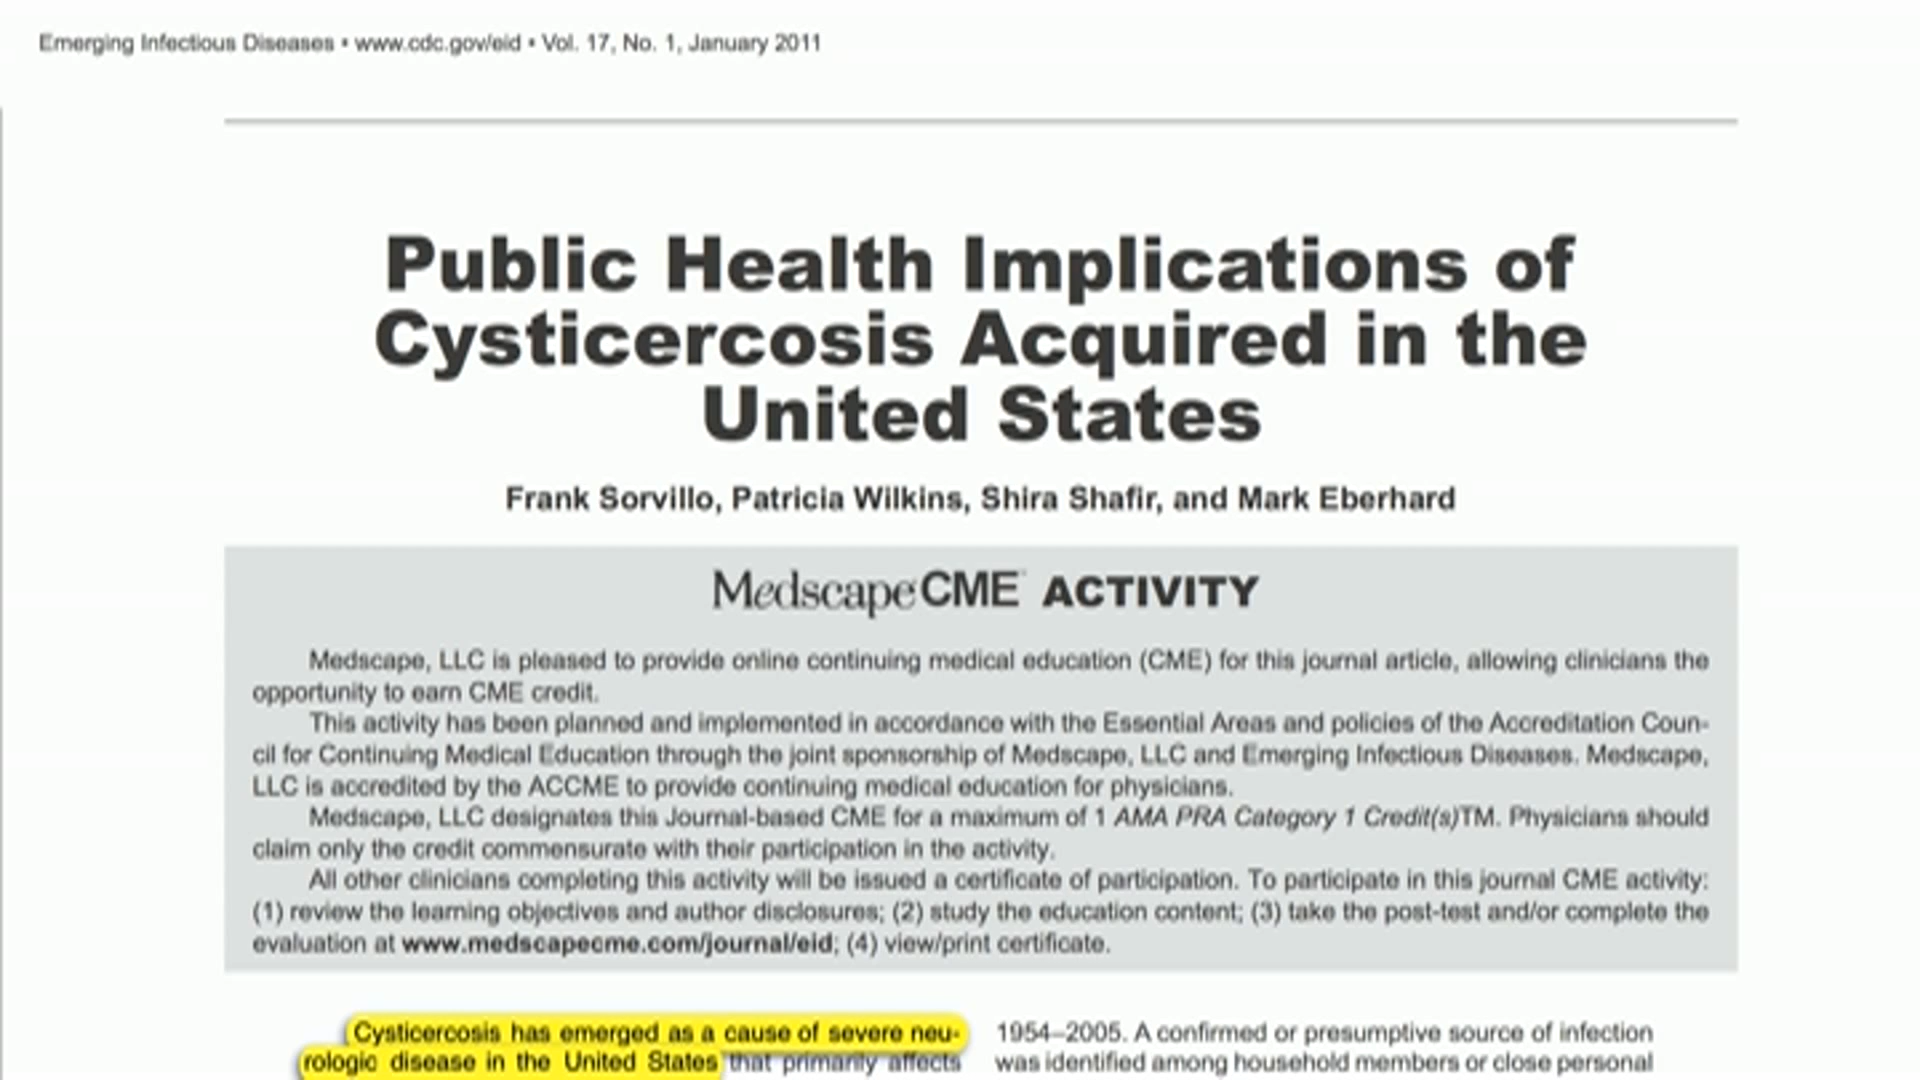 Emerging Infectious Diseases • www.cdc.gov/eid • Vol. 17, No. 1, January 2011
Public Health Implications of
Cysticercosis Acquired in the
United States
Frank Sorvillo, Patricia Wilkins, Shira Shafir, and Mark Eberhard
Medscape CME ACTIVITY
Medscape, LLC is pleased to provide online continuing medical education (CME) for this journal article, allowing clinicians the
opportunity to earn CME credit.
This activity has been planned and implemented in accordance with the Essential Areas and policies of the Accreditation Coun-
cil for Continuing Medical Education through the joint sponsorship of Medscape, LLC and Emerging Infectious Diseases. Medscape,
LLC is accredited by the ACCME to provide continuing medical education for physicians.
Medscape, LLC designates this Journal-based CME for a maximum of 1 AMA PRA Category 1 Credit(s)TM. Physicians should
claim only the credit commensurate with their participation in the activity.
All other clinicians completing this activity will be issued a certificate of participation. To participate in this journal CME activity:
(1) review the learning objectives and author disclosures; (2) study the education content; (3) take the post-test and/or complete the
evaluation at www.medscapecme.com/journal/eid; (4) view/print certificate.
Cysticercosis has emerged as a cause of severe neu-
rologic disease in the United States that primarily affects
1954–2005. A confirmed or presumptive source of infection
was identified among household members or close personal